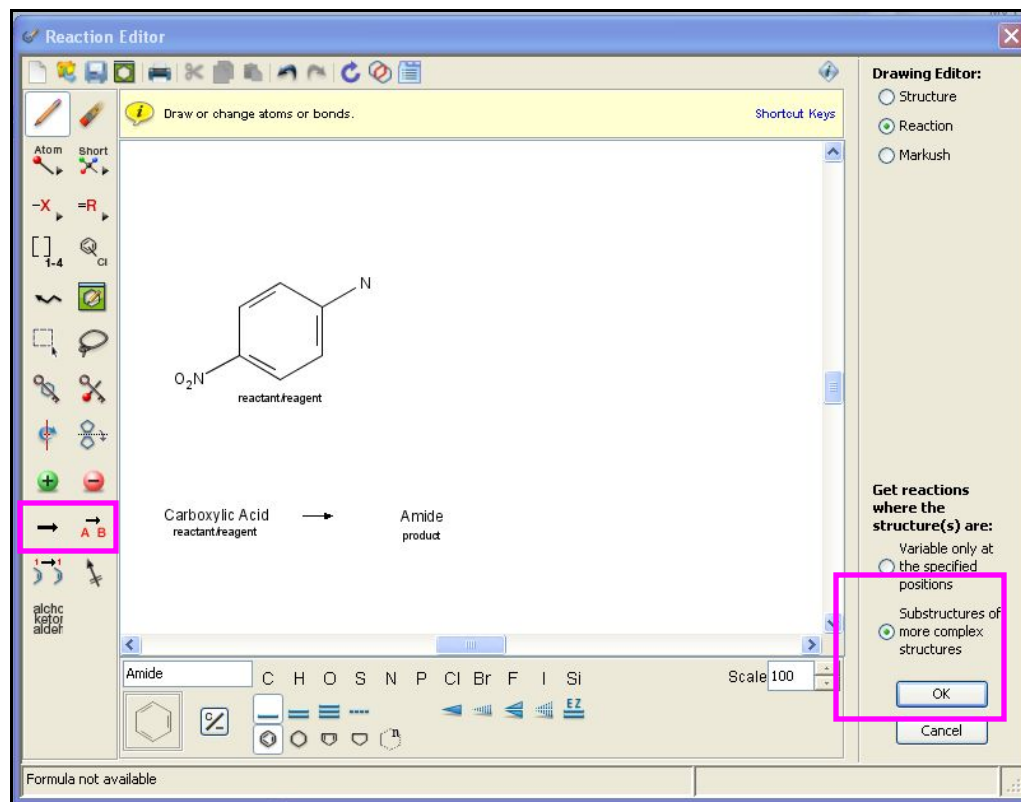 Reaction Editor
Draw or change atoms or bonds.
Shortcut Keys
Drawing Editor:
Structure
Reaction
Markush
Atom
Short
-X
=R
[ ]
1-4
Cl
N
O₂N
reactant/reagent
A B
Carboxylic Acid
Amide
reactant/reagent
product
1 1
alcho
ketor
aldeh
Get reactions
where the
structure(s) are:
Variable only at
the specified
positions
Substructures of
more complex
structures
OK
Cancel
Amide
C H O S N P Cl Br F I Si
Scale 100
EZ
n
Formula not available